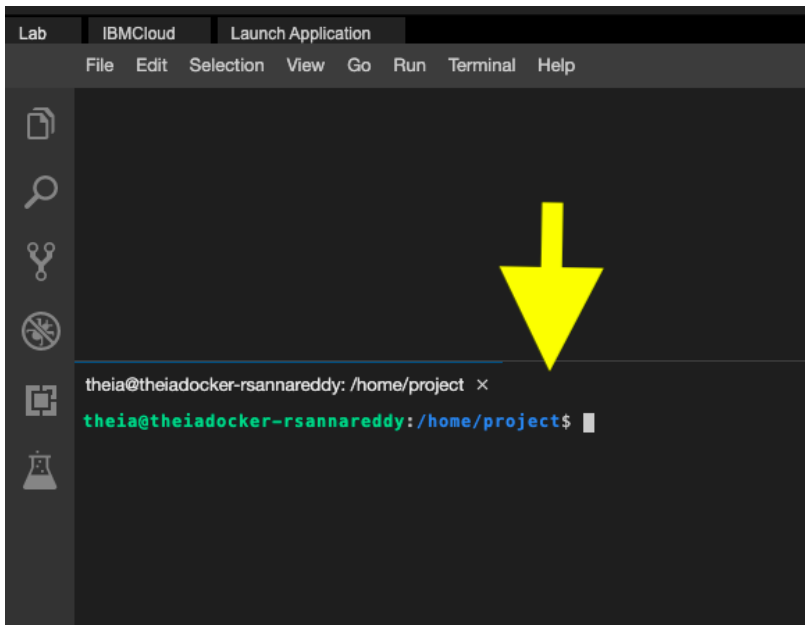 Lab IBMCloud Launch Application
File Edit Selection View Go Run Terminal Help
theia@theiadocker-rsannareddy: /home/project ×
theia@theiadocker-rsannareddy:/home/project$